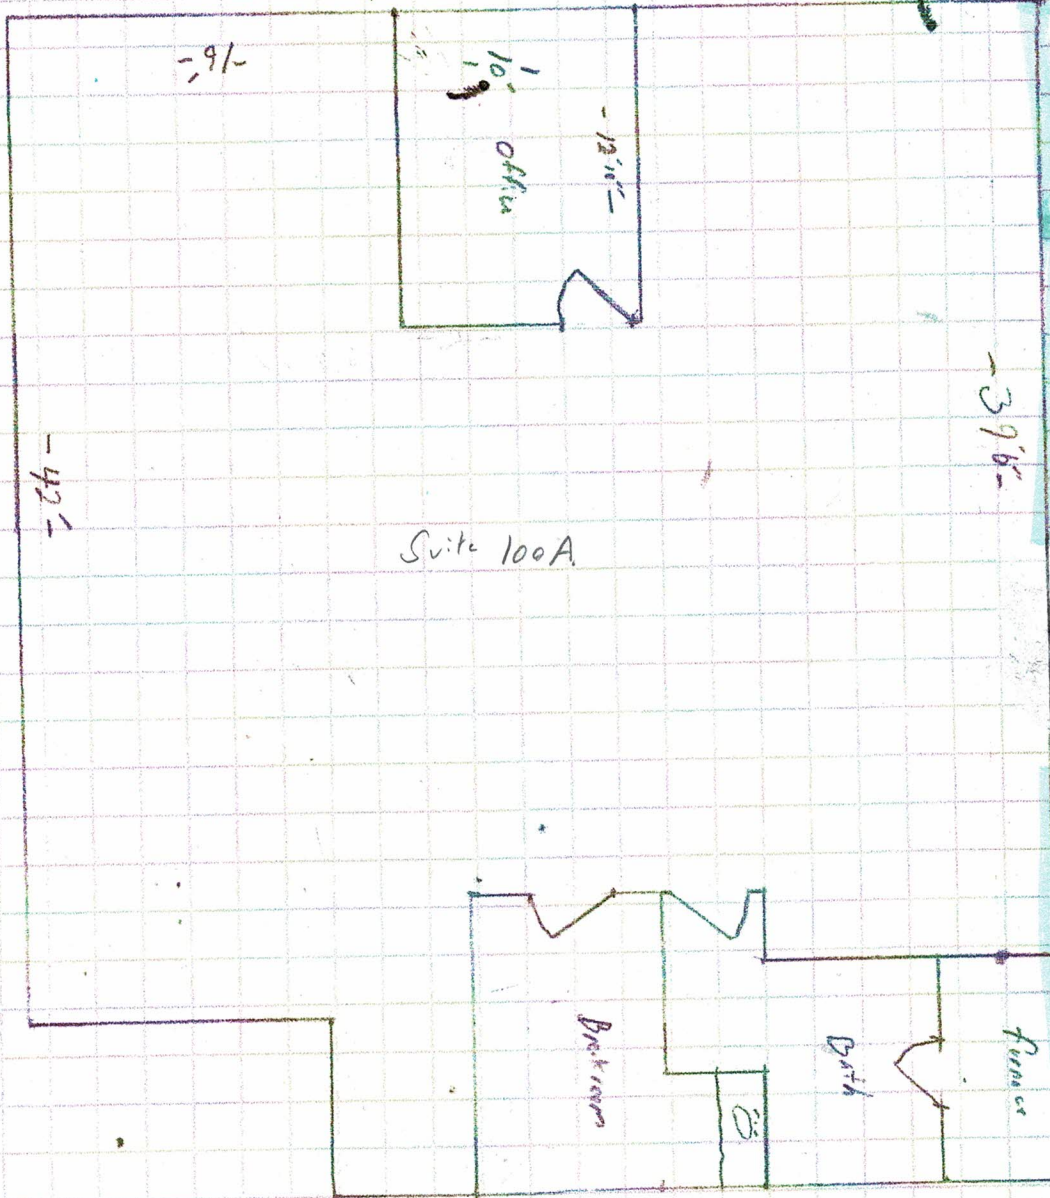 -16'-
10'
Office
-12'10"-
-39'6"-
-42'-
Suite 100A
Breakroom
Bath
furnace